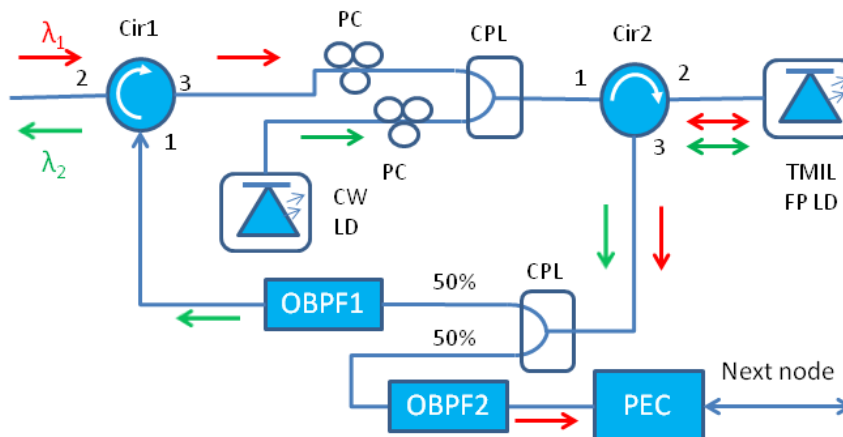 λ1
Cir1
PC
CPL
Cir2
2
3
1
2
1
3
λ2
PC
CW
LD
TMIL
FP LD
50%
CPL
OBPF1
50%
Next node
OBPF2
PEC